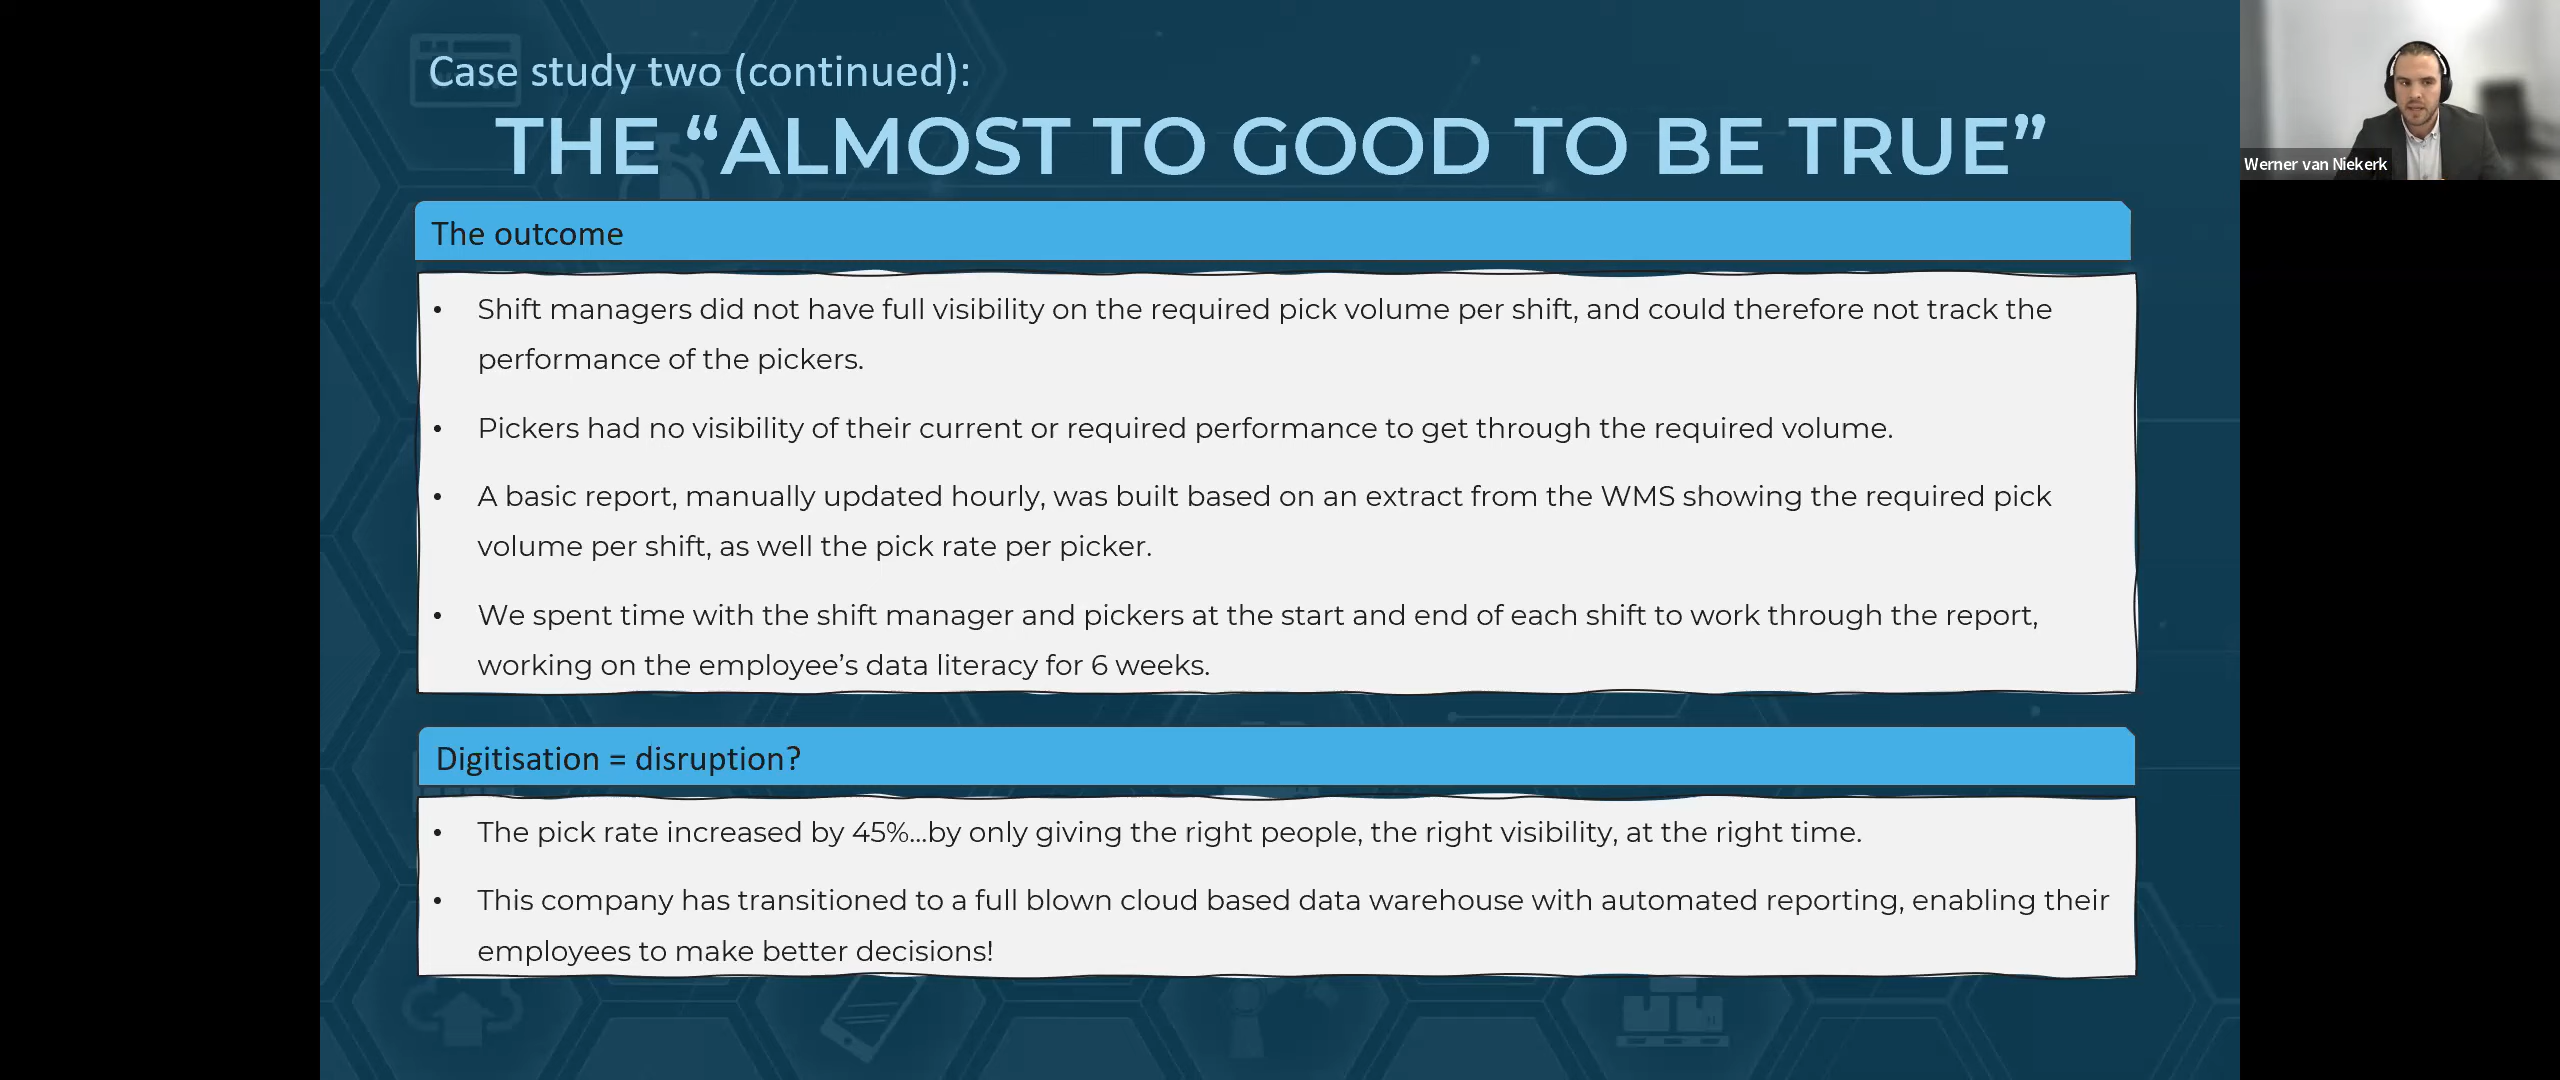 Case study two (continued):
THE “ALMOST TO GOOD TO BE TRUE”
Werner van Niekerk
The outcome
• Shift managers did not have full visibility on the required pick volume per shift, and could therefore not track the
performance of the pickers.
• Pickers had no visibility of their current or required performance to get through the required volume.
• A basic report, manually updated hourly, was built based on an extract from the WMS showing the required pick
volume per shift, as well the pick rate per picker.
• We spent time with the shift manager and pickers at the start and end of each shift to work through the report,
working on the employee’s data literacy for 6 weeks.
Digitisation = disruption?
• The pick rate increased by 45%...by only giving the right people, the right visibility, at the right time.
• This company has transitioned to a full blown cloud based data warehouse with automated reporting, enabling their
employees to make better decisions!